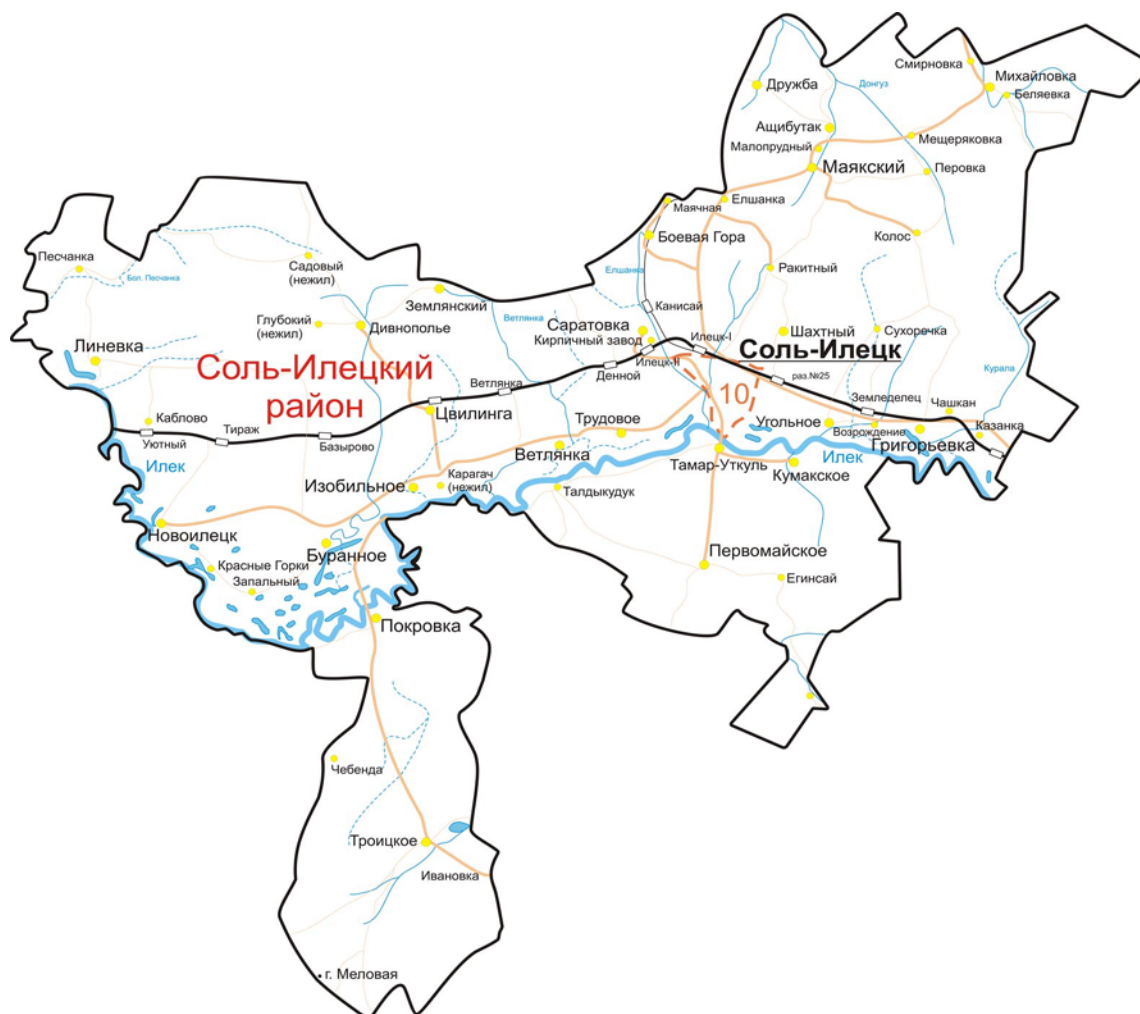 Смирновка
Михайловка
Беляевка
Дружба
Донгуз
Ащибутак
Мещеряковка
Малопрудный
Маякский
Перовка
Елшанка
Маячная
Боевая Гора
Колос
Песчанка
Бол. Песчанка
Садовый
(нежил)
Елшанка
Ракитный
Землянский
Канисай
Ветлянка
Глубокий
(нежил)
Дивнополье
Саратовка
Кирпичный завод
Илецк-I
Шахтный
Сухоречка
Линевка
Соль-Илецкий
район
Соль-Илецк
Илецк-II
Денной
раз.№25
Курала
Ветлянка
10
Земледелец
Чашкан
Каблово
Цвилинга
Трудовое
Угольное
Возрождение
Казанка
Уютный
Тираж
Базырово
Ветлянка
Григорьевка
Илек
Тамар-Уткуль
Илек
Карагач
(нежил)
Кумакское
Изобильное
Талдыкудук
Новоилецк
Буранное
Первомайское
Красные Горки
Запальный
Егинсай
Покровка
Чебенда
Троицкое
Ивановка
г. Меловая